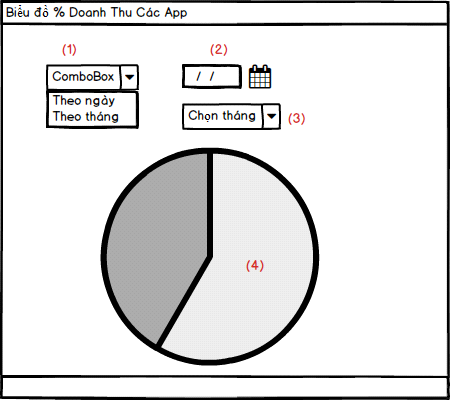 Biểu đồ % Doanh Thu Các App
(1)
(2)
ComboBox
/ /
Theo ngày
Theo tháng
Chọn tháng
(3)
(4)